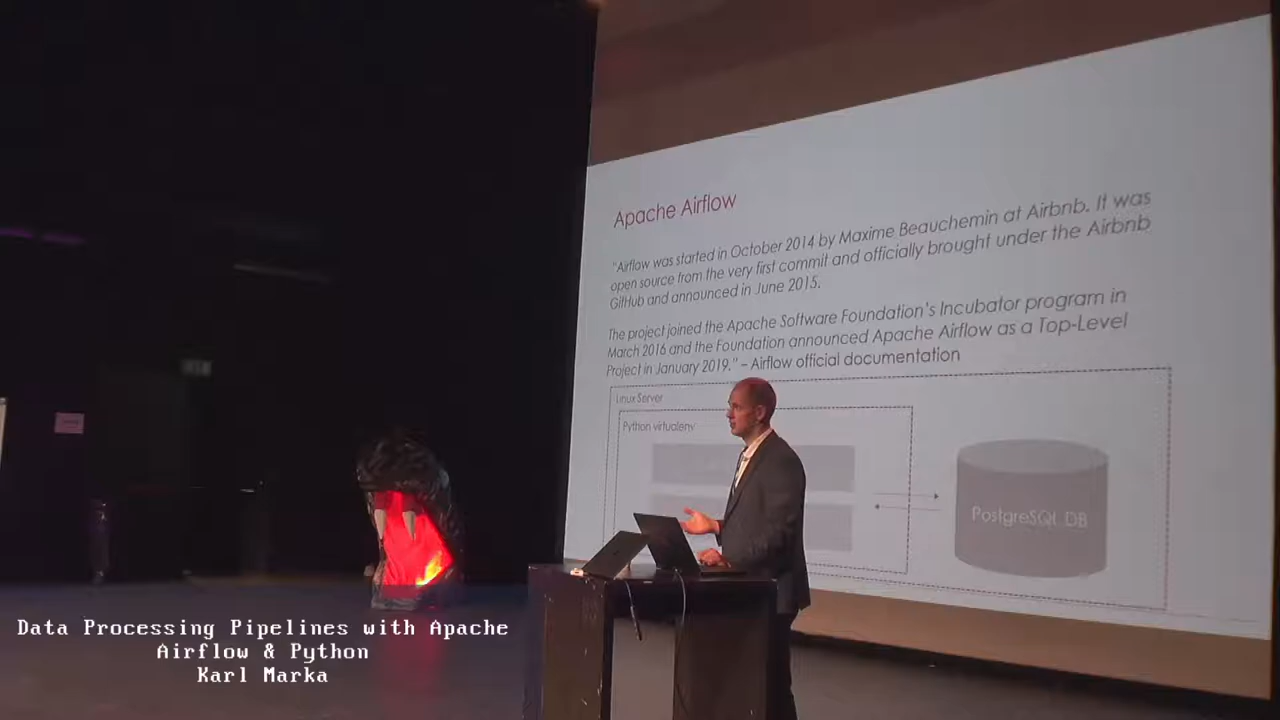 Apache Airflow
"Airflow was started in October 2014 by Maxime Beauchemin at Airbnb. It was
open source from the very first commit and officially brought under the Airbnb
GitHub and announced in June 2015.
The project joined the Apache Software Foundation's Incubator program in
March 2016 and the Foundation announced Apache Airflow as a Top-Level
Project in January 2019." – Airflow official documentation
Linux Server
Python virtualenv
PostgreSQL DB
Data Processing Pipelines with Apache
Airflow & Python
Karl Marka